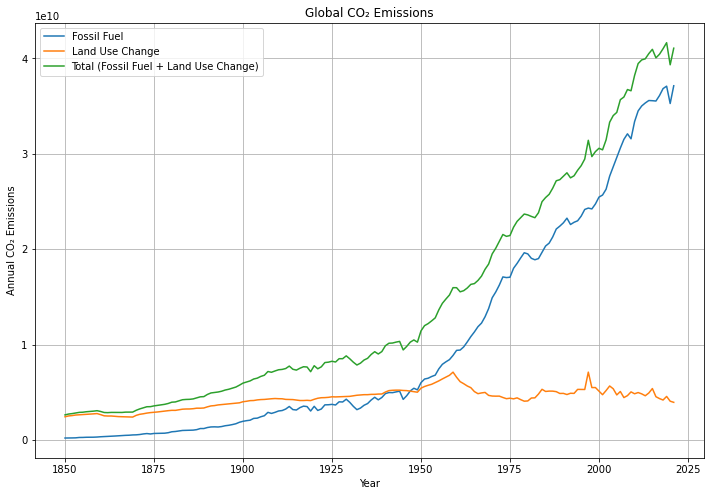 Global CO₂ Emissions
1e10
Fossil Fuel
Land Use Change
Total (Fossil Fuel + Land Use Change)
Annual CO₂ Emissions
4
3
2
1
0
1850 1875 1900 1925 1950 1975 2000 2025
Year